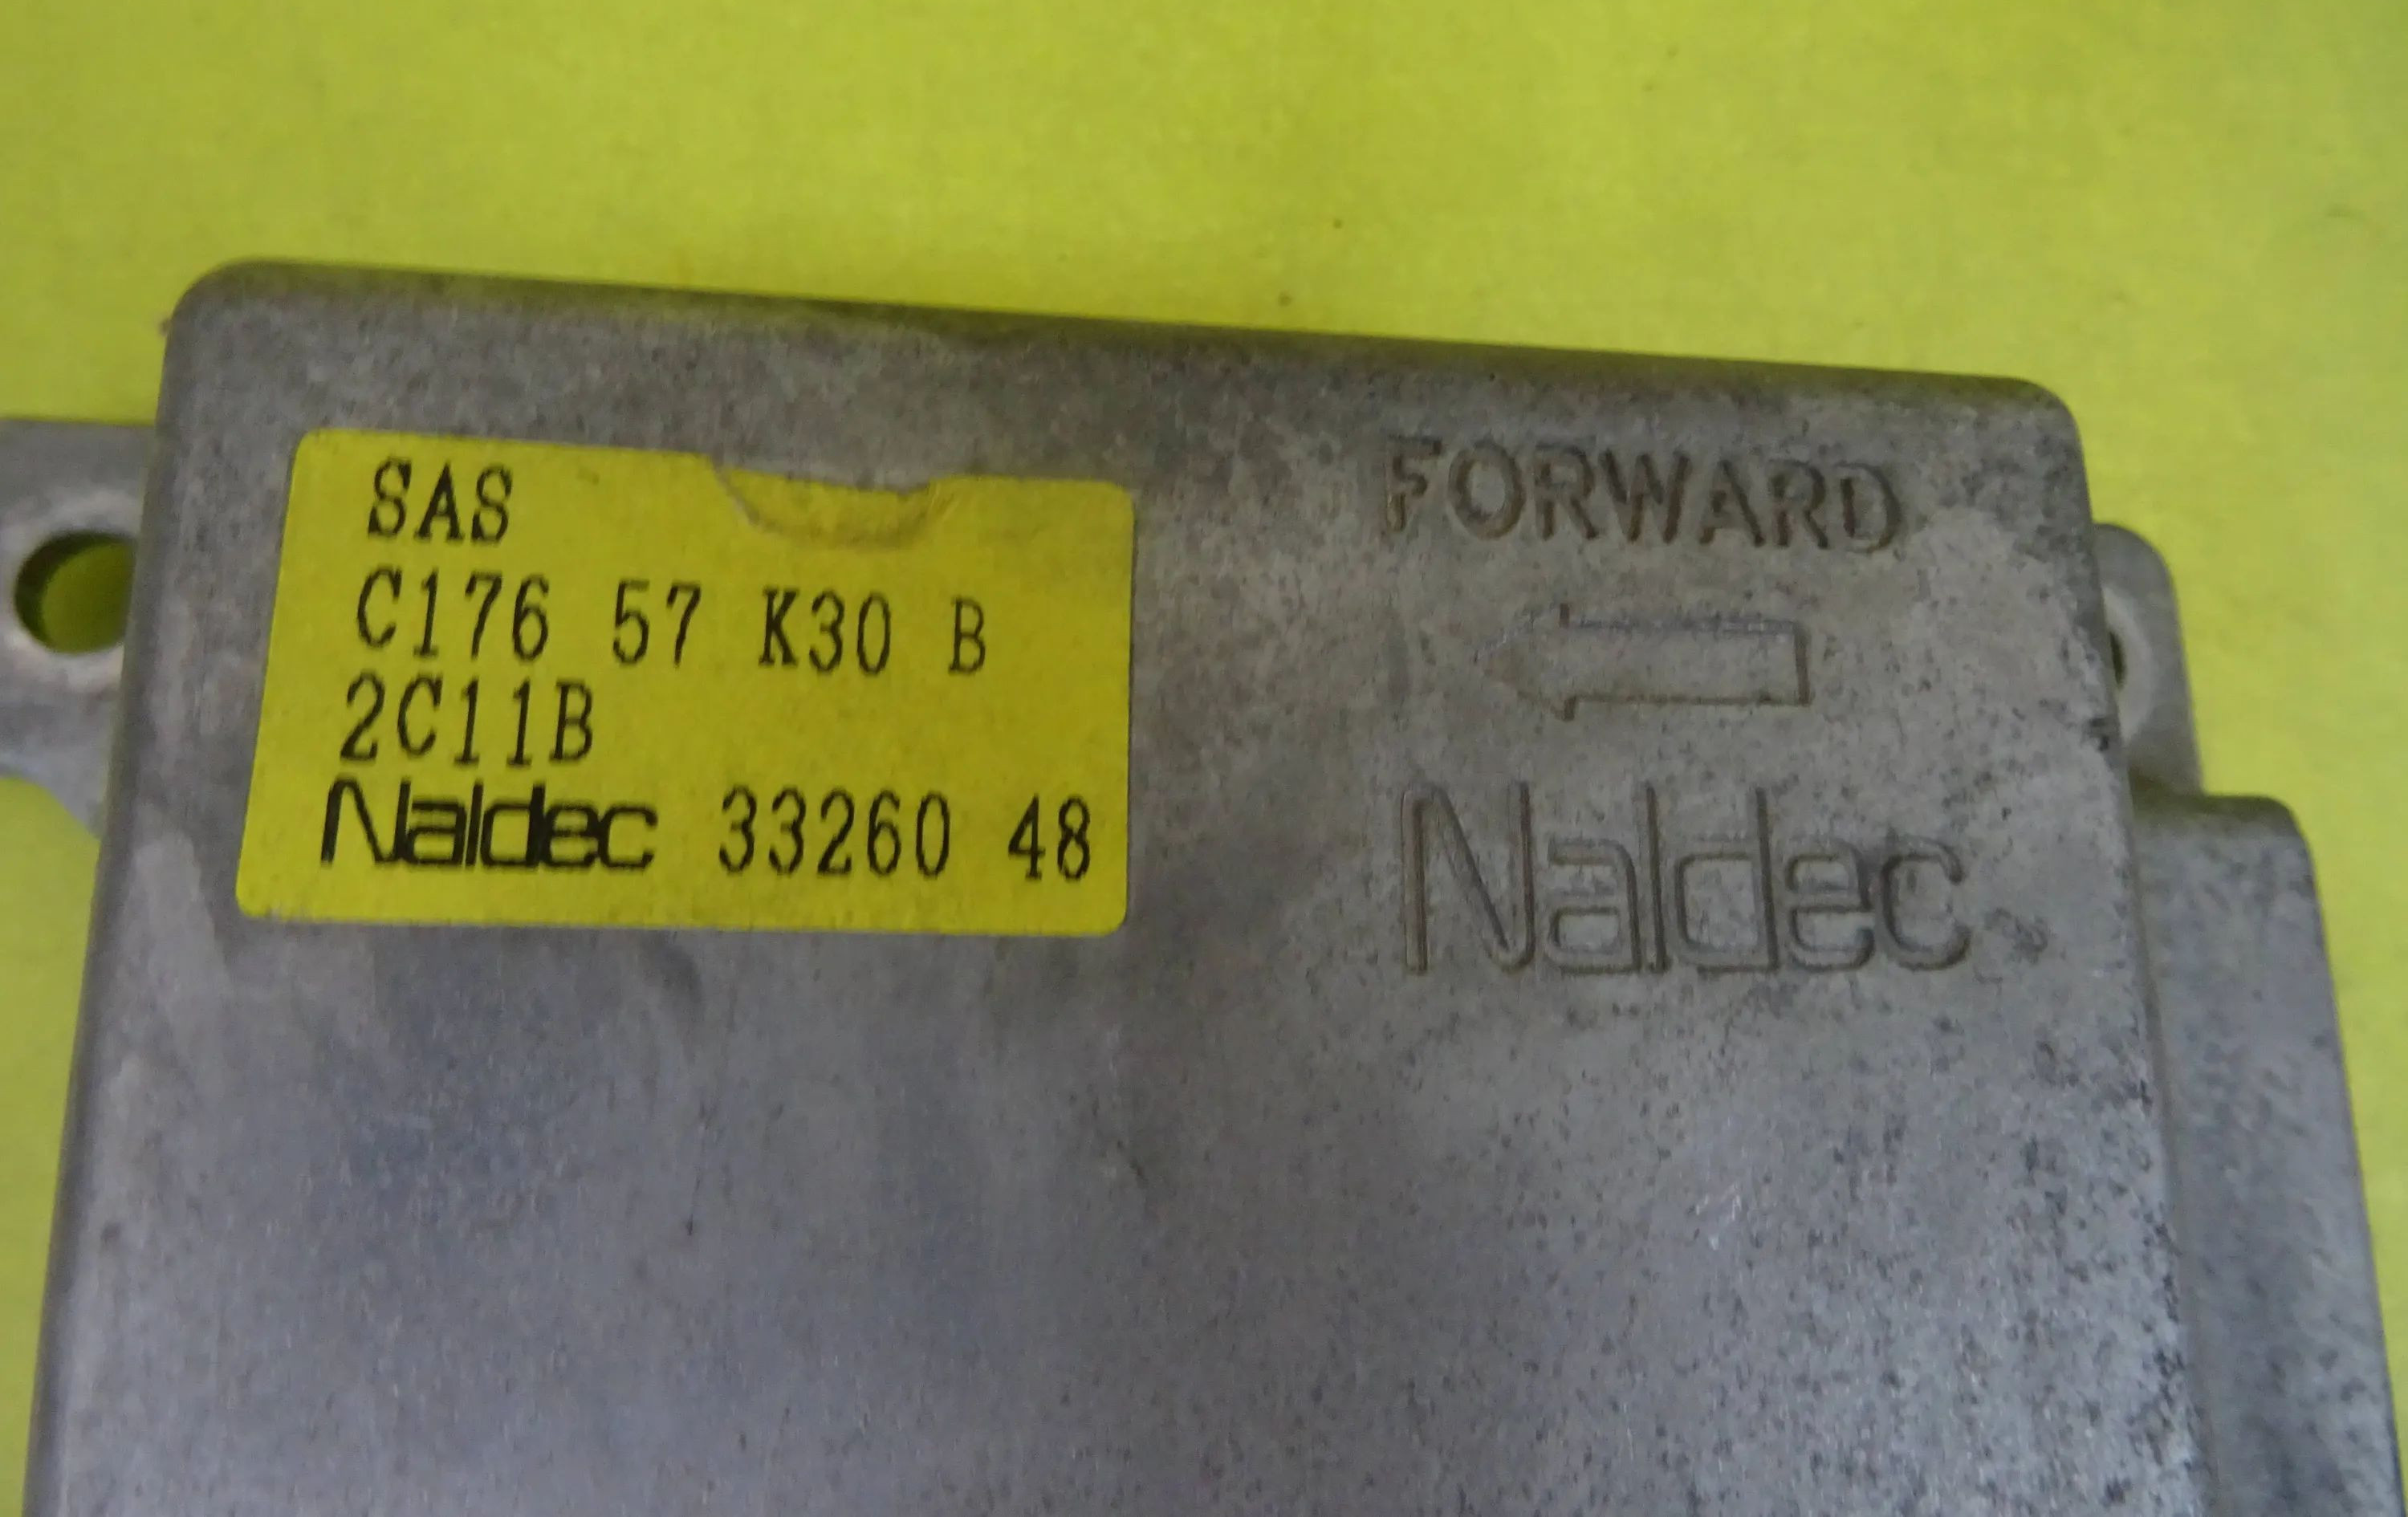 SAS
C176 57 K30 B
2C11B
Naldec 33260 48
FORWARD
Naldec